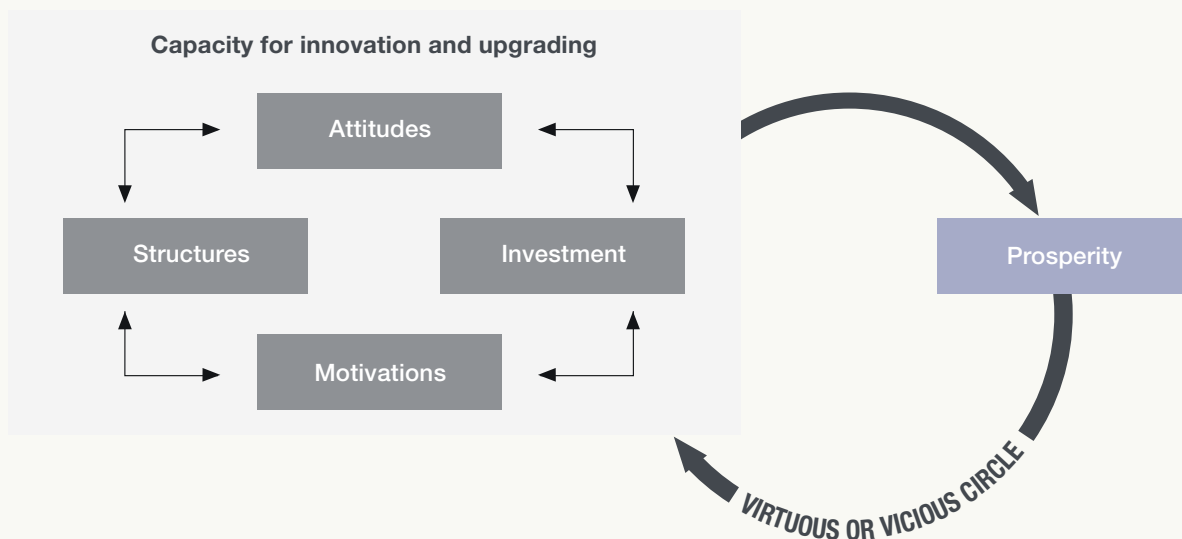 Capacity for innovation and upgrading
Attitudes
Structures
Investment
Prosperity
Motivations
VIRTUOUS OR VICIOUS CIRCLE